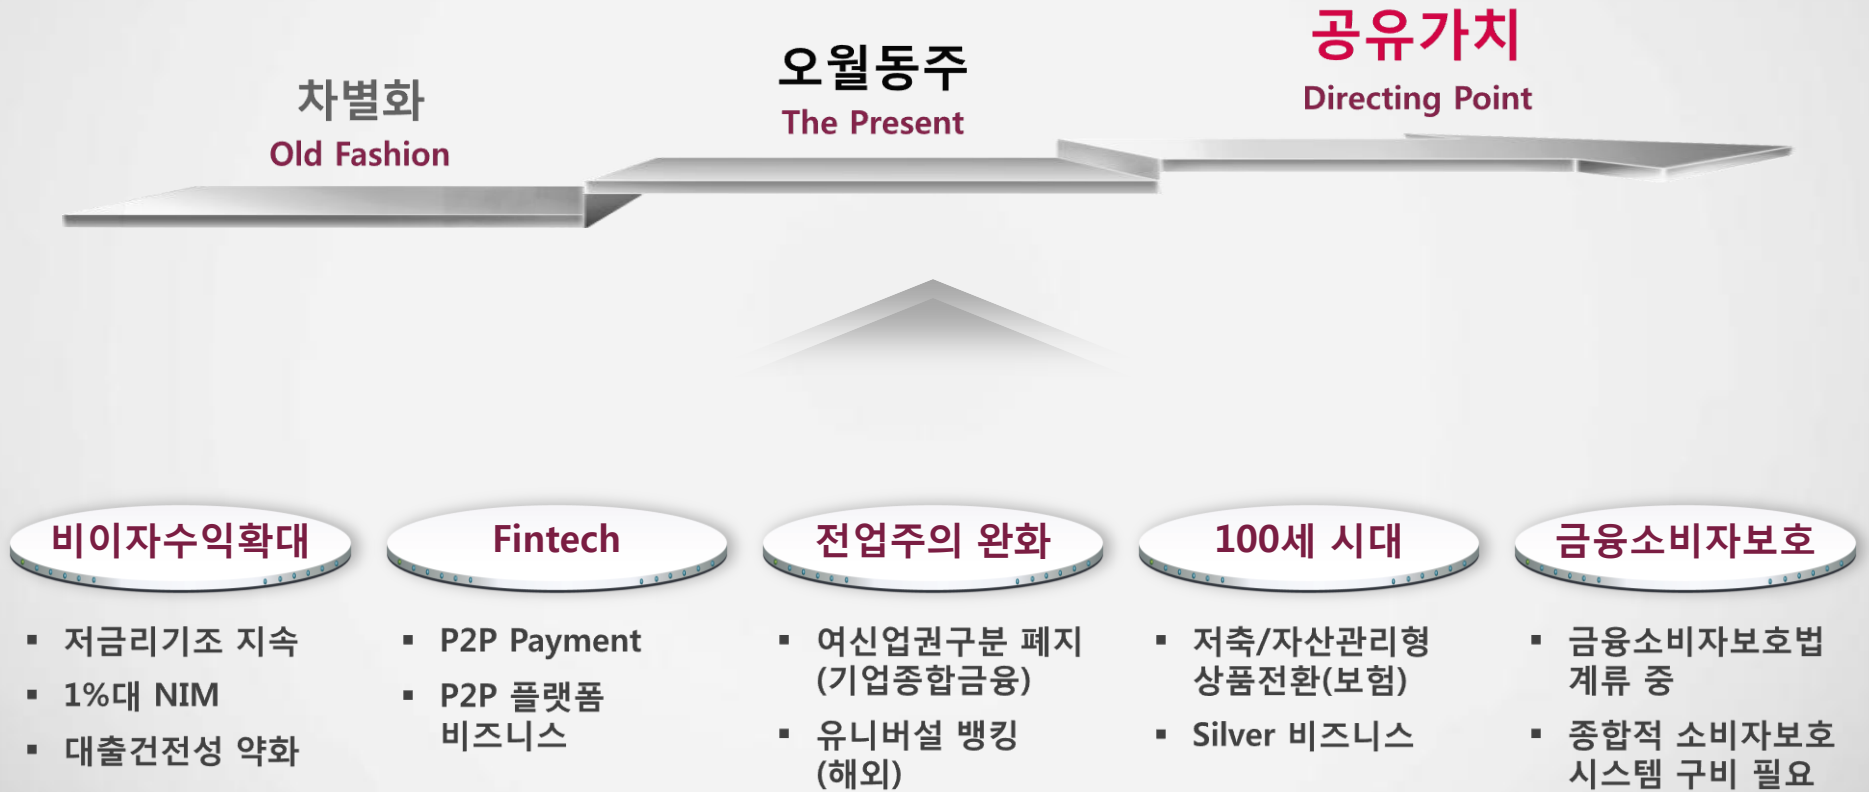 차별화
Old Fashion
오월동주
The Present
공유가치
Directing Point
비이자수익확대
▪ 저금리기조 지속
▪ 1%대 NIM
▪ 대출건전성 약화
Fintech
▪ P2P Payment
▪ P2P 플랫폼
비즈니스
전업주의 완화
▪ 여신업권구분 폐지
(기업종합금융)
▪ 유니버설 뱅킹
(해외)
100세 시대
▪ 저축/자산관리형
상품전환(보험)
▪ Silver 비즈니스
금융소비자보호
▪ 금융소비자보호법
계류 중
▪ 종합적 소비자보호
시스템 구비 필요